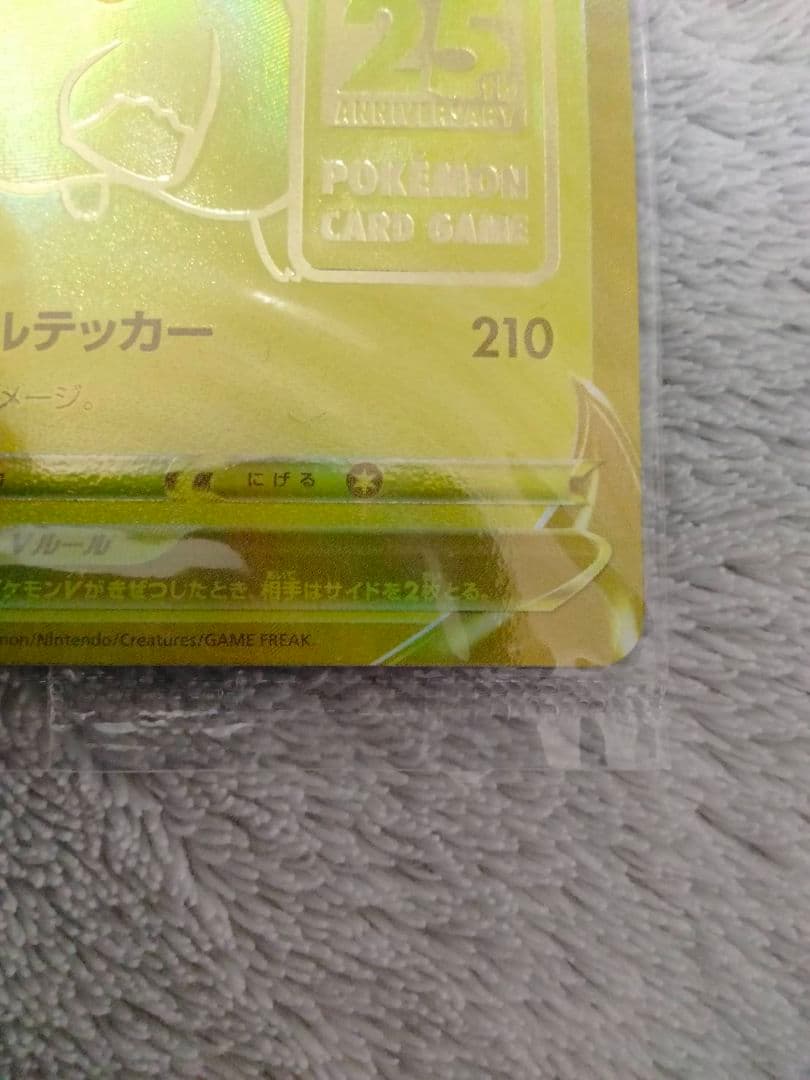 25TH
ANNIVERSARY
POKÉMON
CARD GAME
ルテッカー 210
メージ。
にげる
Vルール
ケモンVがきぜつしたとき、相手はサイドを2枚とる。
mon/Nintendo/Creatures/GAME FREAK